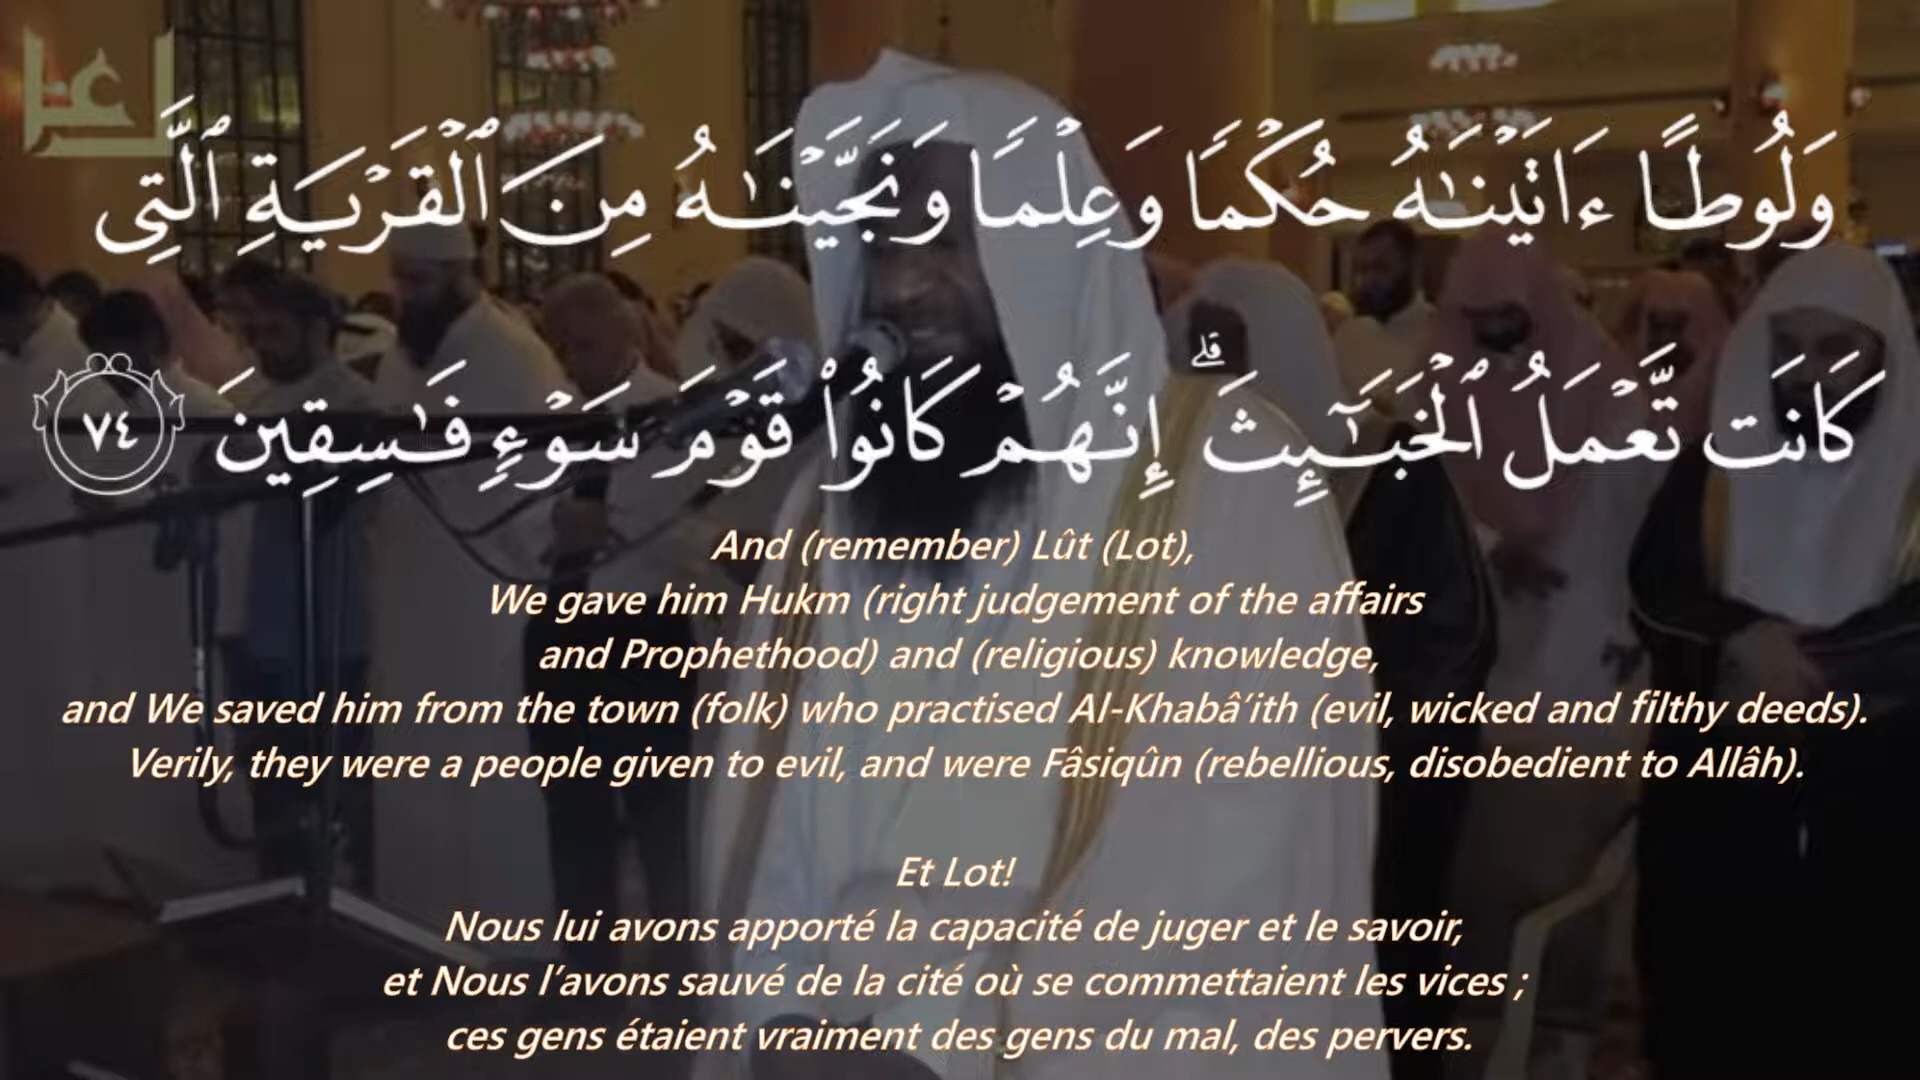 وَلُوطًا ءَاتَيْنَـٰهُ حُكْمًا وَعِلْمًا وَنَجَّيْنَـٰهُ مِنَ ٱلْقَرْيَةِ ٱلَّتِى
كَانَت تَّعْمَلُ ٱلْخَبَـٰٓئِثَ ۗ إِنَّهُمْ كَانُوا۟ قَوْمَ سَوْءٍ فَـٰسِقِينَ ٧٤
And (remember) Lût (Lot),
We gave him Hukm (right judgement of the affairs
and Prophethood) and (religious) knowledge,
and We saved him from the town (folk) who practised Al-Khabâ’ith (evil, wicked and filthy deeds).
Verily, they were a people given to evil, and were Fâsiqûn (rebellious, disobedient to Allâh).
Et Lot!
Nous lui avons apporté la capacité de juger et le savoir,
et Nous l’avons sauvé de la cité où se commettaient les vices ;
ces gens étaient vraiment des gens du mal, des pervers.